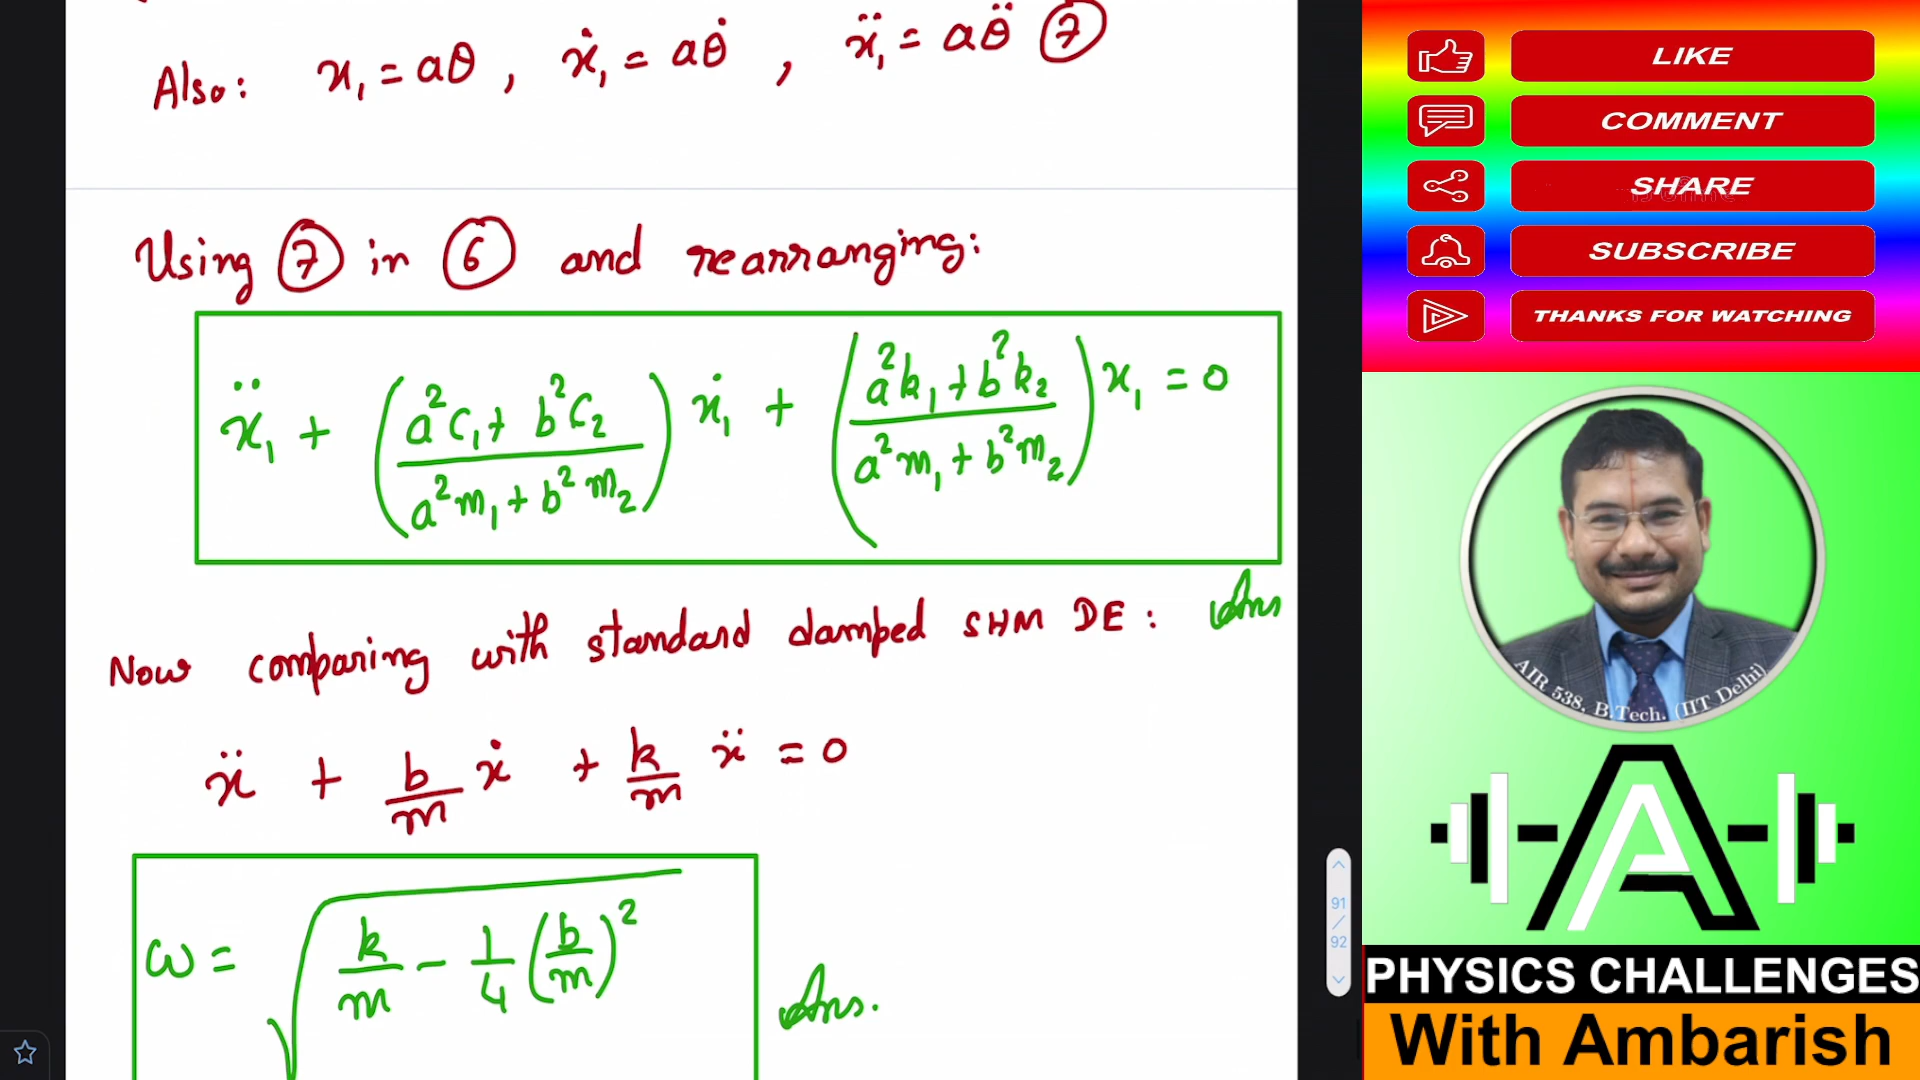 Also: x₁ = aθ , ẋ₁ = aθ̇ , ẍ₁ = aθ̈ ⑦
Using ⑦ in ⑥ and rearranging:
ẍ₁ + ((a²c₁ + b²c₂)/(a²m₁ + b²m₂)) ẋ₁ + ((a²k₁ + b²k₂)/(a²m₁ + b²m₂)) x₁ = 0
Ans
Now comparing with standard damped SHM DE :
ẍ + (b/m) ẋ + (k/m) ẍ = 0
ω = √(k/m − 1/4 (b/m)²)
Ans.
91
/
92
LIKE
COMMENT
SHARE
SUBSCRIBE
THANKS FOR WATCHING
AIR 538, B.Tech. (IIT Delhi)
PHYSICS CHALLENGES
With Ambarish